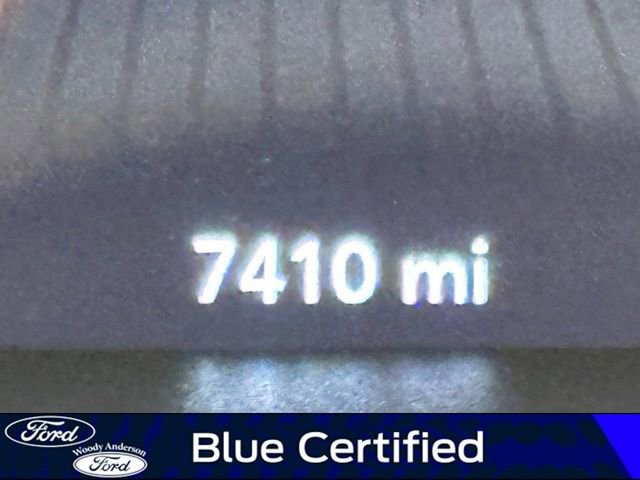 7410 mi
Ford
Woody Anderson
Ford
Blue Certified